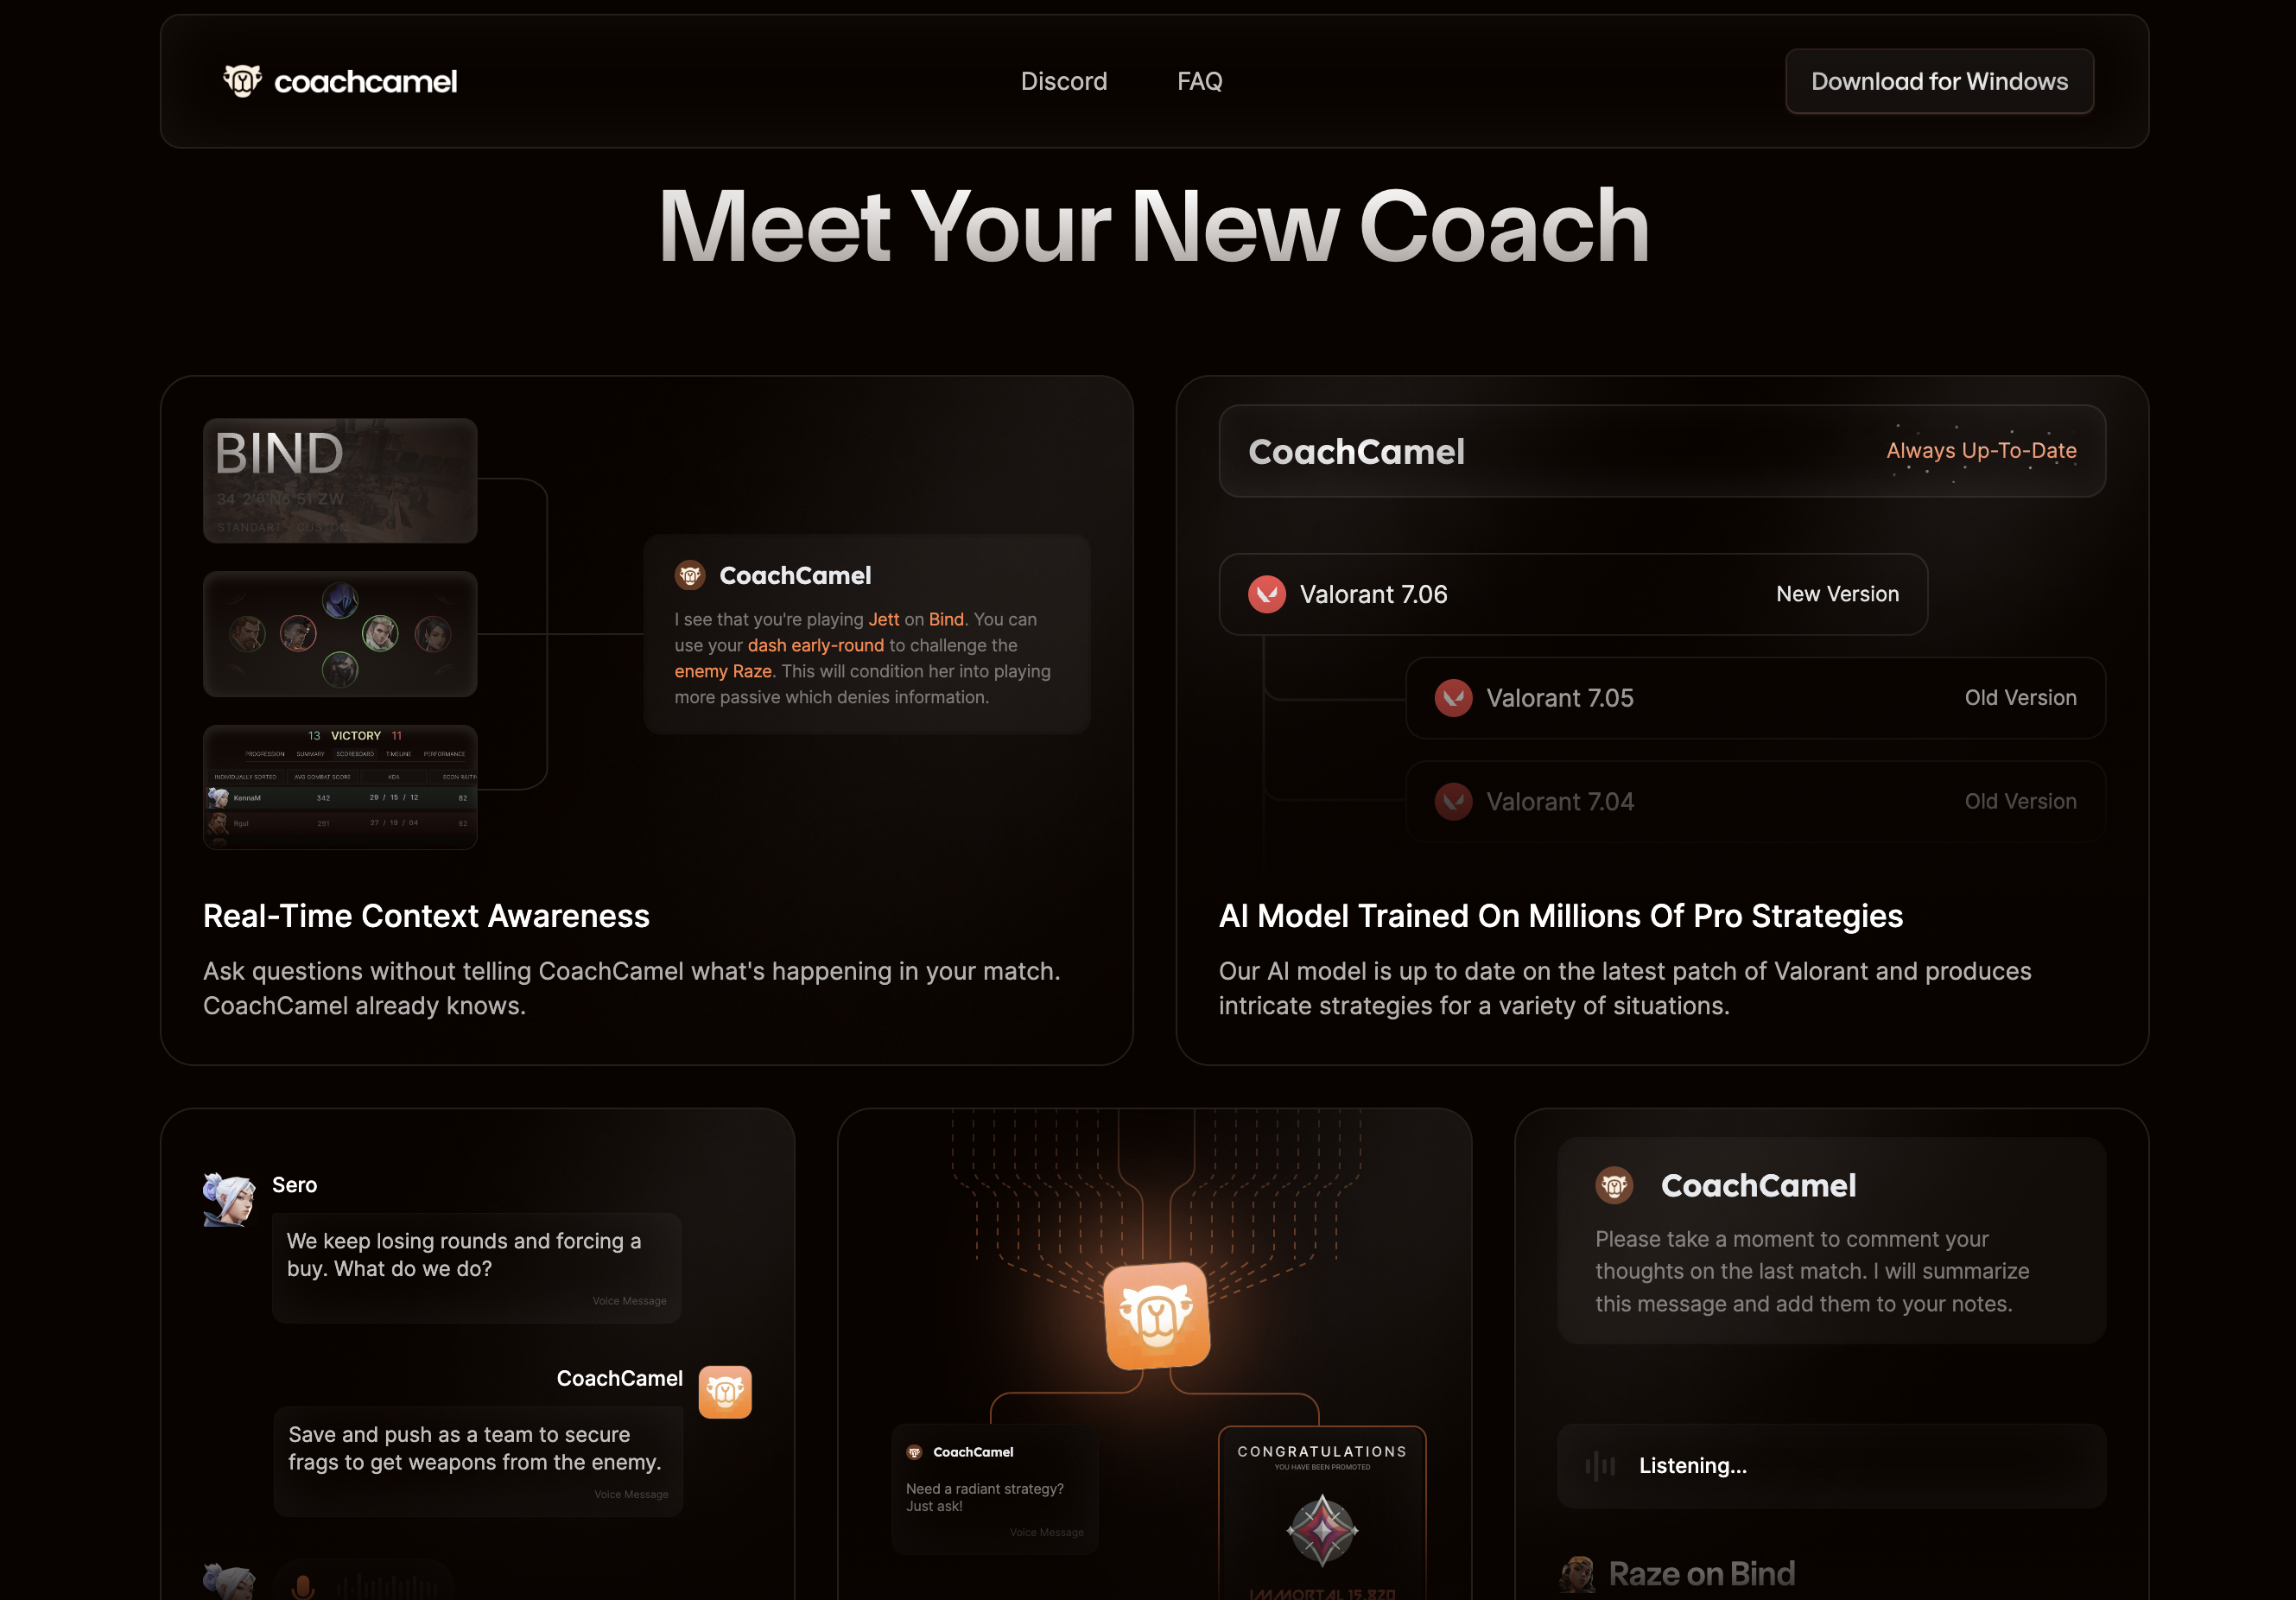 coachcamel
Discord
FAQ
Download for Windows
Meet Your New Coach
BIND
STANDART CUSTOM
13 VICTORY 11
PROGRESSION SUMMARY SCOREBOARD TIMELINE PERFORMANCE
INDIVIDUALLY SORTED AVG COMBAT SCORE KDA ECON RATIN
KennaM 342 29 / 15 / 12 82
Rgul 291 27 / 19 / 04 82
CoachCamel
I see that you're playing Jett on Bind. You can
use your dash early-round to challenge the
enemy Raze. This will condition her into playing
more passive which denies information.
Real-Time Context Awareness
Ask questions without telling CoachCamel what's happening in your match.
CoachCamel already knows.
CoachCamel
Always Up-To-Date
Valorant 7.06
New Version
Valorant 7.05
Old Version
Valorant 7.04
Old Version
AI Model Trained On Millions Of Pro Strategies
Our AI model is up to date on the latest patch of Valorant and produces
intricate strategies for a variety of situations.
Sero
We keep losing rounds and forcing a
buy. What do we do?
Voice Message
CoachCamel
Save and push as a team to secure
frags to get weapons from the enemy.
Voice Message
CoachCamel
Need a radiant strategy?
Just ask!
Voice Message
CONGRATULATIONS
YOU HAVE BEEN PROMOTED
IMMORTAL 15.820
CoachCamel
Please take a moment to comment your
thoughts on the last match. I will summarize
this message and add them to your notes.
Listening...
Raze on Bind